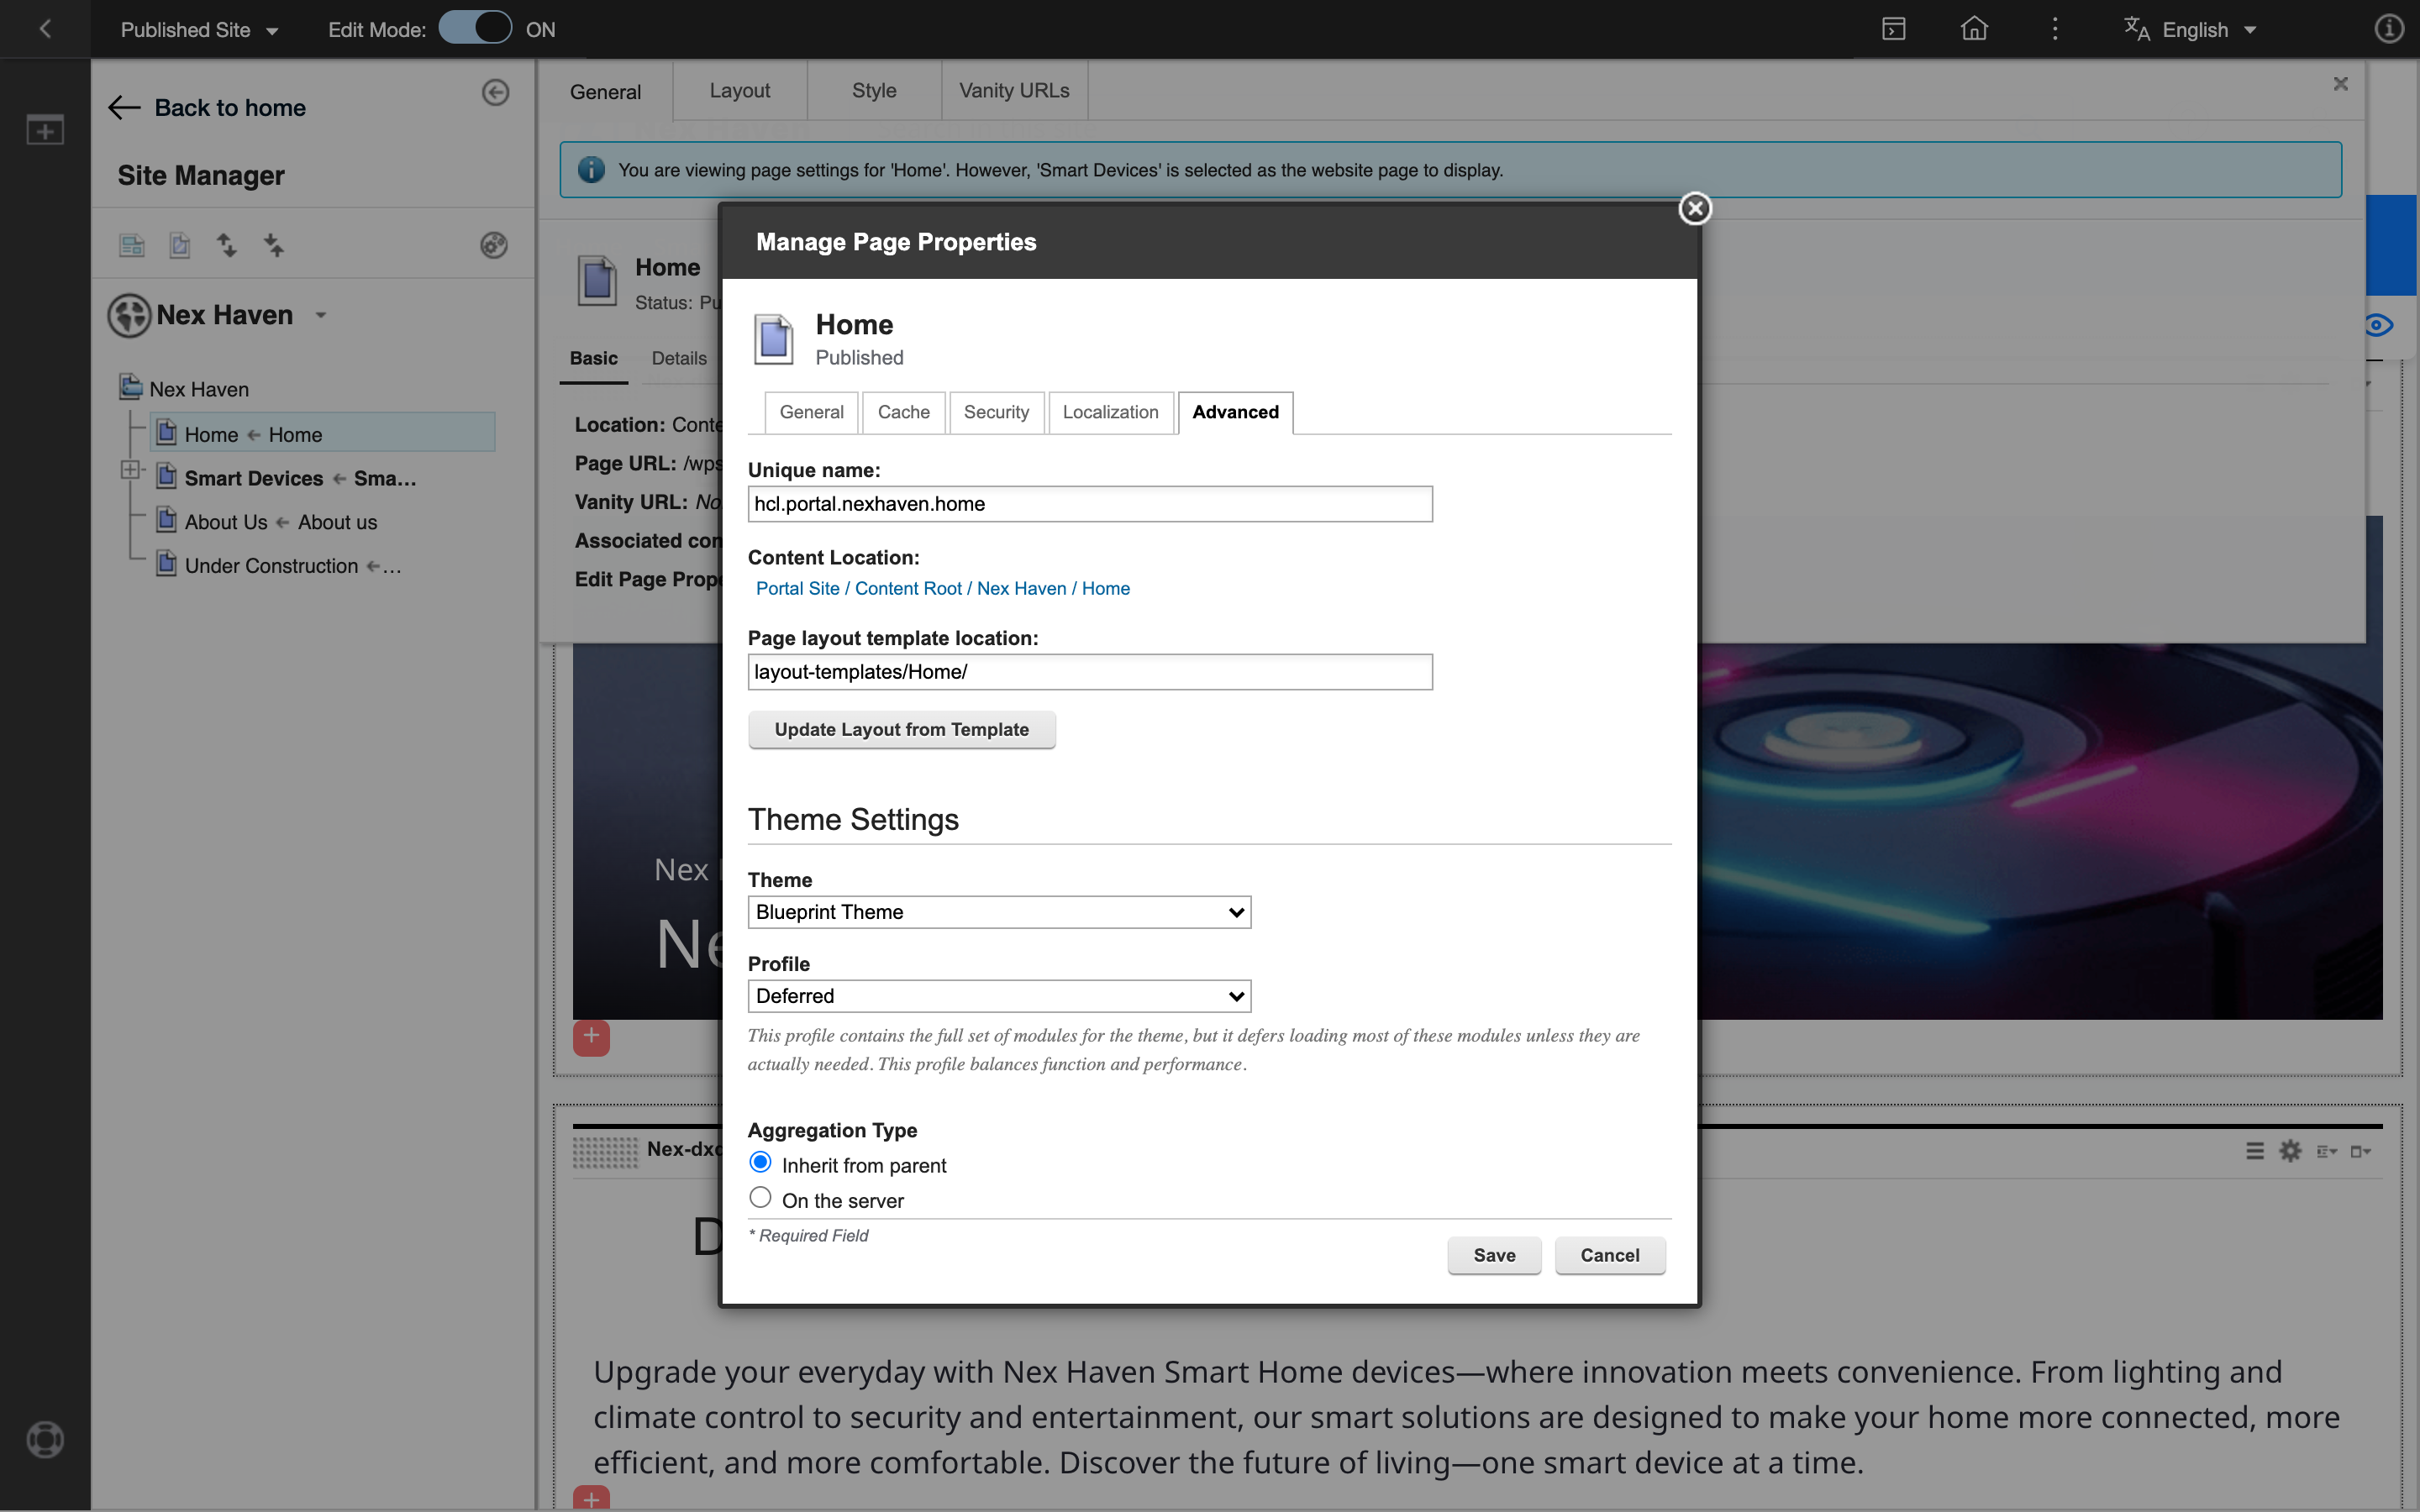 Published Site
Edit Mode: ON
English
Back to home
Site Manager
Nex Haven
Nex Haven
Home ← Home
Smart Devices ← Sma...
About Us ← About us
Under Construction ←...
General
Layout
Style
Vanity URLs
You are viewing page settings for 'Home'. However, 'Smart Devices' is selected as the website page to display.
Home
Status:
Basic
Details
Location:
Page URL:
Vanity URL:
Associated
Edit Page
Manage Page Properties
Home
Published
General
Cache
Security
Localization
Advanced
Unique name:
hcl.portal.nexhaven.home
Content Location:
Portal Site / Content Root / Nex Haven / Home
Page layout template location:
layout-templates/Home/
Update Layout from Template
Theme Settings
Theme
Blueprint Theme
Profile
Deferred
This profile contains the full set of modules for the theme, but it defers loading most of these modules unless they are
actually needed. This profile balances function and performance.
Aggregation Type
Inherit from parent
On the server
* Required Field
Save
Cancel
Nex
Upgrade your everyday with Nex Haven Smart Home devices—where innovation meets convenience. From lighting and
climate control to security and entertainment, our smart solutions are designed to make your home more connected, more
efficient, and more comfortable. Discover the future of living—one smart device at a time.